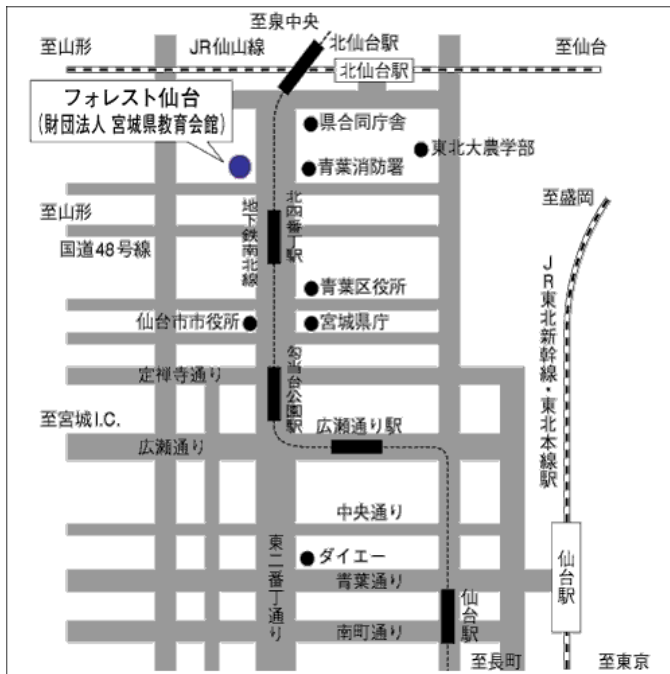 至泉中央
至山形
JR仙山線
北仙台駅
至仙台
北仙台駅
フォレスト仙台
(財団法人 宮城県教育会館)
県合同庁舎
東北大農学部
青葉消防署
至盛岡
至山形
国道48号線
地下鉄南北線
北四番丁駅
JR東北新幹線・東北本線駅
青葉区役所
仙台市市役所
宮城県庁
定禅寺通り
勾当台公園駅
至宮城I.C.
広瀬通り駅
広瀬通り
中央通り
東二番丁通り
ダイエー
青葉通り
仙台駅
仙台駅
南町通り
至長町
至東京